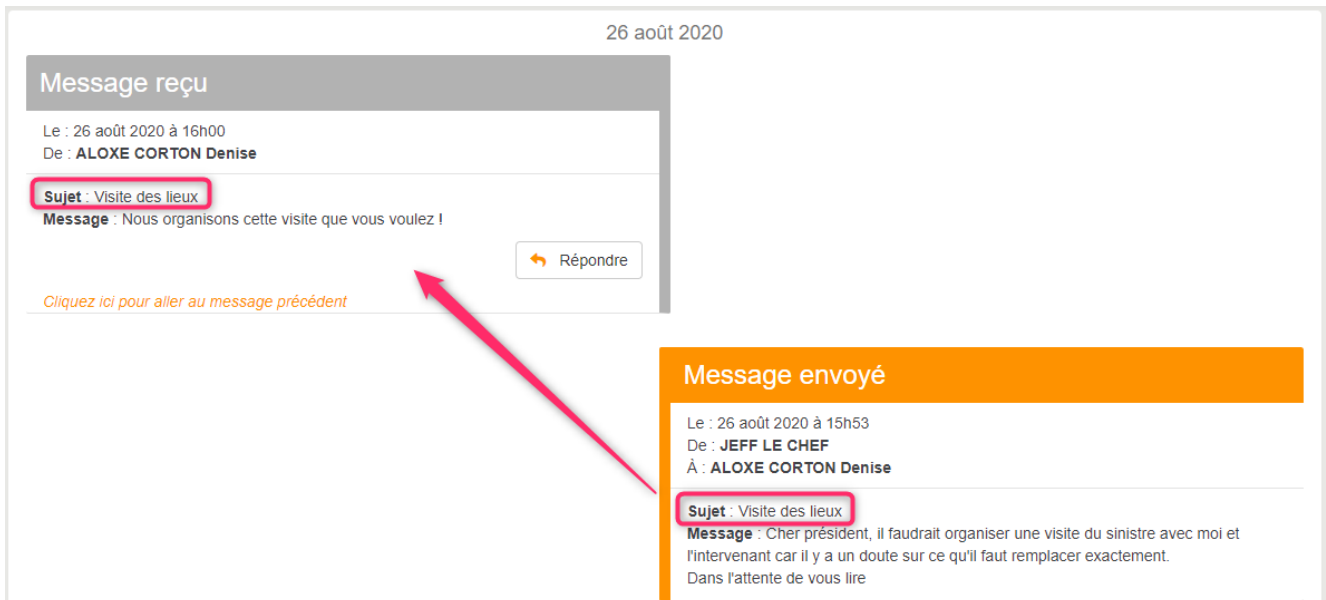 26 août 2020
Message reçu
Le : 26 août 2020 à 16h00
De : ALOXE CORTON Denise
Sujet : Visite des lieux
Message : Nous organisons cette visite que vous voulez !
Répondre
Cliquez ici pour aller au message précédent
Message envoyé
Le : 26 août 2020 à 15h53
De : JEFF LE CHEF
À : ALOXE CORTON Denise
Sujet : Visite des lieux
Message : Cher président, il faudrait organiser une visite du sinistre avec moi et
l'intervenant car il y a un doute sur ce qu'il faut remplacer exactement.
Dans l'attente de vous lire